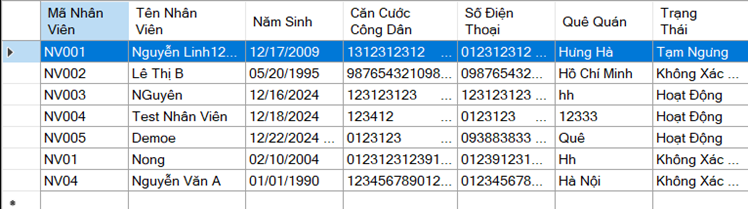 Mã Nhân Viên Tên Nhân Viên Năm Sinh Căn Cước Công Dân Số Điện Thoại Quê Quán Trạng Thái
NV001 Nguyễn Linh12... 12/17/2009 1312312312 ... 012312312 ... Hưng Hà Tạm Ngưng
NV002 Lê Thị B 05/20/1995 987654321098... 098765432... Hồ Chí Minh Không Xác ...
NV003 NGuyên 12/16/2024 123123123 ... 123123123 ... hh Hoạt Động
NV004 Test Nhân Viên 12/18/2024 123412 ... 0123123 ... 12333 Hoạt Động
NV005 Demoe 12/22/2024 ... 0123123 ... 093883833 ... Quê Hoạt Động
NV01 Nong 02/10/2004 012312312391... 012391231... Hh Không Xác ...
NV04 Nguyễn Văn A 01/01/1990 123456789012... 012345678... Hà Nội Không Xác ...